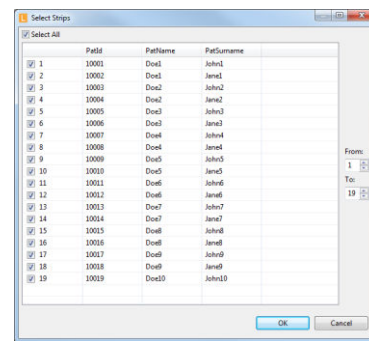 Select Strips
Select All
PatId PatName PatSurname
1 10001 Doe1 John1
2 10002 Doe1 Jane1
3 10003 Doe2 John2
4 10004 Doe2 Jane2
5 10005 Doe3 John3
6 10006 Doe3 Jane3
7 10007 Doe4 John4
8 10008 Doe4 Jane4
9 10009 Doe5 John5
10 10010 Doe5 Jane5
11 10011 Doe6 John6
12 10012 Doe6 Jane6
13 10013 Doe7 John7
14 10014 Doe7 Jane7
15 10015 Doe8 John8
16 10016 Doe8 Jane8
17 10017 Doe9 John9
18 10018 Doe9 Jane9
19 10019 Doe10 John10
From:
1
To:
19
OK Cancel